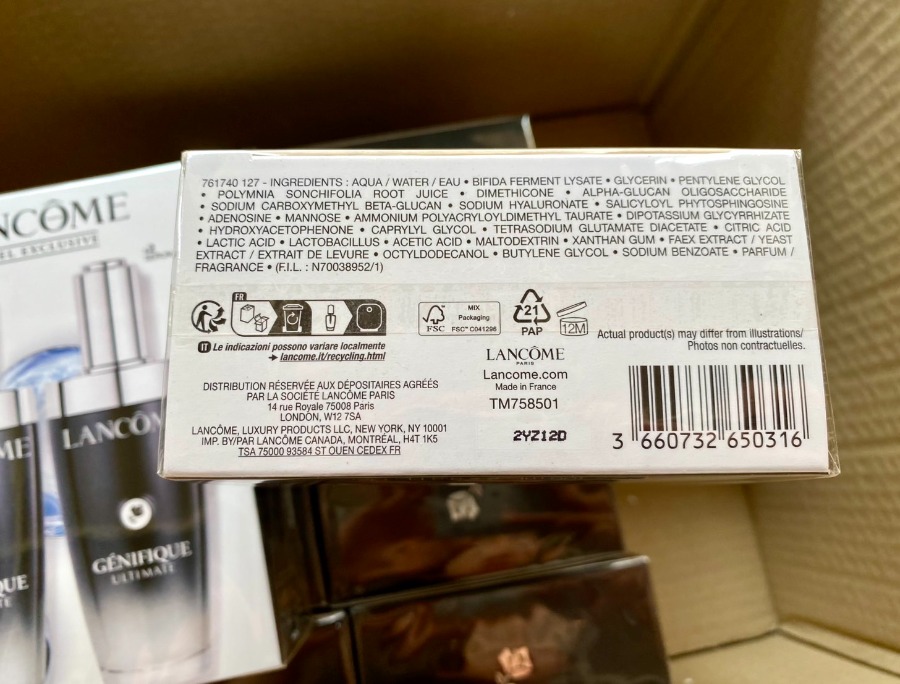 NCÔME
EL EXCLUSIVE
761740 127 - INGREDIENTS : AQUA / WATER / EAU • BIFIDA FERMENT LYSATE • GLYCERIN • PENTYLENE GLYCOL
• POLYMNIA SONCHIFOLIA ROOT JUICE • DIMETHICONE • ALPHA-GLUCAN OLIGOSACCHARIDE
• SODIUM CARBOXYMETHYL BETA-GLUCAN • SODIUM HYALURONATE • SALICYLOYL PHYTOSPHINGOSINE
• ADENOSINE • MANNOSE • AMMONIUM POLYACRYLOYLDIMETHYL TAURATE • DIPOTASSIUM GLYCYRRHIZATE
• HYDROXYACETOPHENONE • CAPRYLYL GLYCOL • TETRASODIUM GLUTAMATE DIACETATE • CITRIC ACID
• LACTIC ACID • LACTOBACILLUS • ACETIC ACID • MALTODEXTRIN • XANTHAN GUM • FAEX EXTRACT / YEAST
EXTRACT / EXTRAIT DE LEVURE • OCTYLDODECANOL • BUTYLENE GLYCOL • SODIUM BENZOATE • PARFUM /
FRAGRANCE • (F.I.L. : N70038952/1)
FR
IT Le indicazioni possono variare localmente
lancome.it/recycling.html
FSC
MIX
Packaging
FSC™ C041296
21
PAP
12M
Actual product(s) may differ from illustrations/
Photos non contractuelles.
LANCÔME
PARIS
Lancome.com
Made in France
TM758501
2YZ12D
DISTRIBUTION RÉSERVÉE AUX DÉPOSITAIRES AGRÉÉS
PAR LA SOCIÉTÉ LANCÔME PARIS
14 rue Royale 75008 Paris
LONDON, W12 7SA
LANCÔME, LUXURY PRODUCTS LLC, NEW YORK, NY 10001
IMP. BY/PAR LANCÔME CANADA, MONTRÉAL, H4T 1K5
TSA 75000 93584 ST OUEN CEDEX FR
3 660732 650316
ME
LANCÔM
GÉNIFIQUE
ULTIMATE
QUE
TE